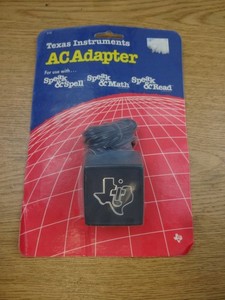 Texas Instruments
AC Adapter
For use with...
Speak & Spell
Speak & Math
Speak & Read